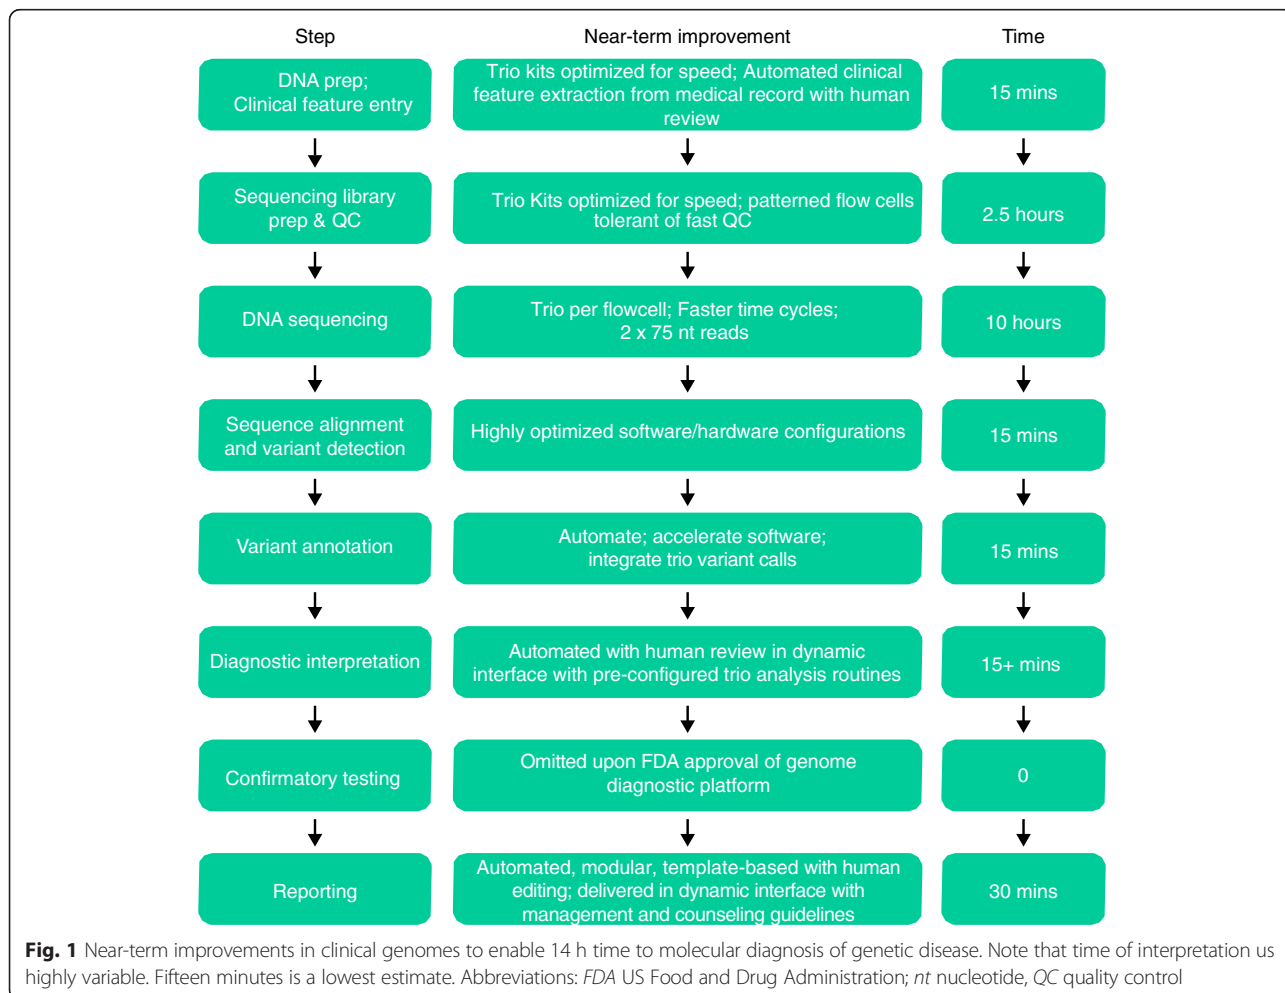 Step
Near-term improvement
Time
DNA prep;
Clinical feature entry
Trio kits optimized for speed; Automated clinical
feature extraction from medical record with human
review
15 mins
Sequencing library
prep & QC
Trio Kits optimized for speed; patterned flow cells
tolerant of fast QC
2.5 hours
DNA sequencing
Trio per flowcell; Faster time cycles;
2 x 75 nt reads
10 hours
Sequence alignment
and variant detection
Highly optimized software/hardware configurations
15 mins
Variant annotation
Automate; accelerate software;
integrate trio variant calls
15 mins
Diagnostic interpretation
Automated with human review in dynamic
interface with pre-configured trio analysis routines
15+ mins
Confirmatory testing
Omitted upon FDA approval of genome
diagnostic platform
0
Reporting
Automated, modular, template-based with human
editing; delivered in dynamic interface with
management and counseling guidelines
30 mins
Fig. 1 Near-term improvements in clinical genomes to enable 14 h time to molecular diagnosis of genetic disease. Note that time of interpretation us
highly variable. Fifteen minutes is a lowest estimate. Abbreviations: FDA US Food and Drug Administration; nt nucleotide, QC quality control